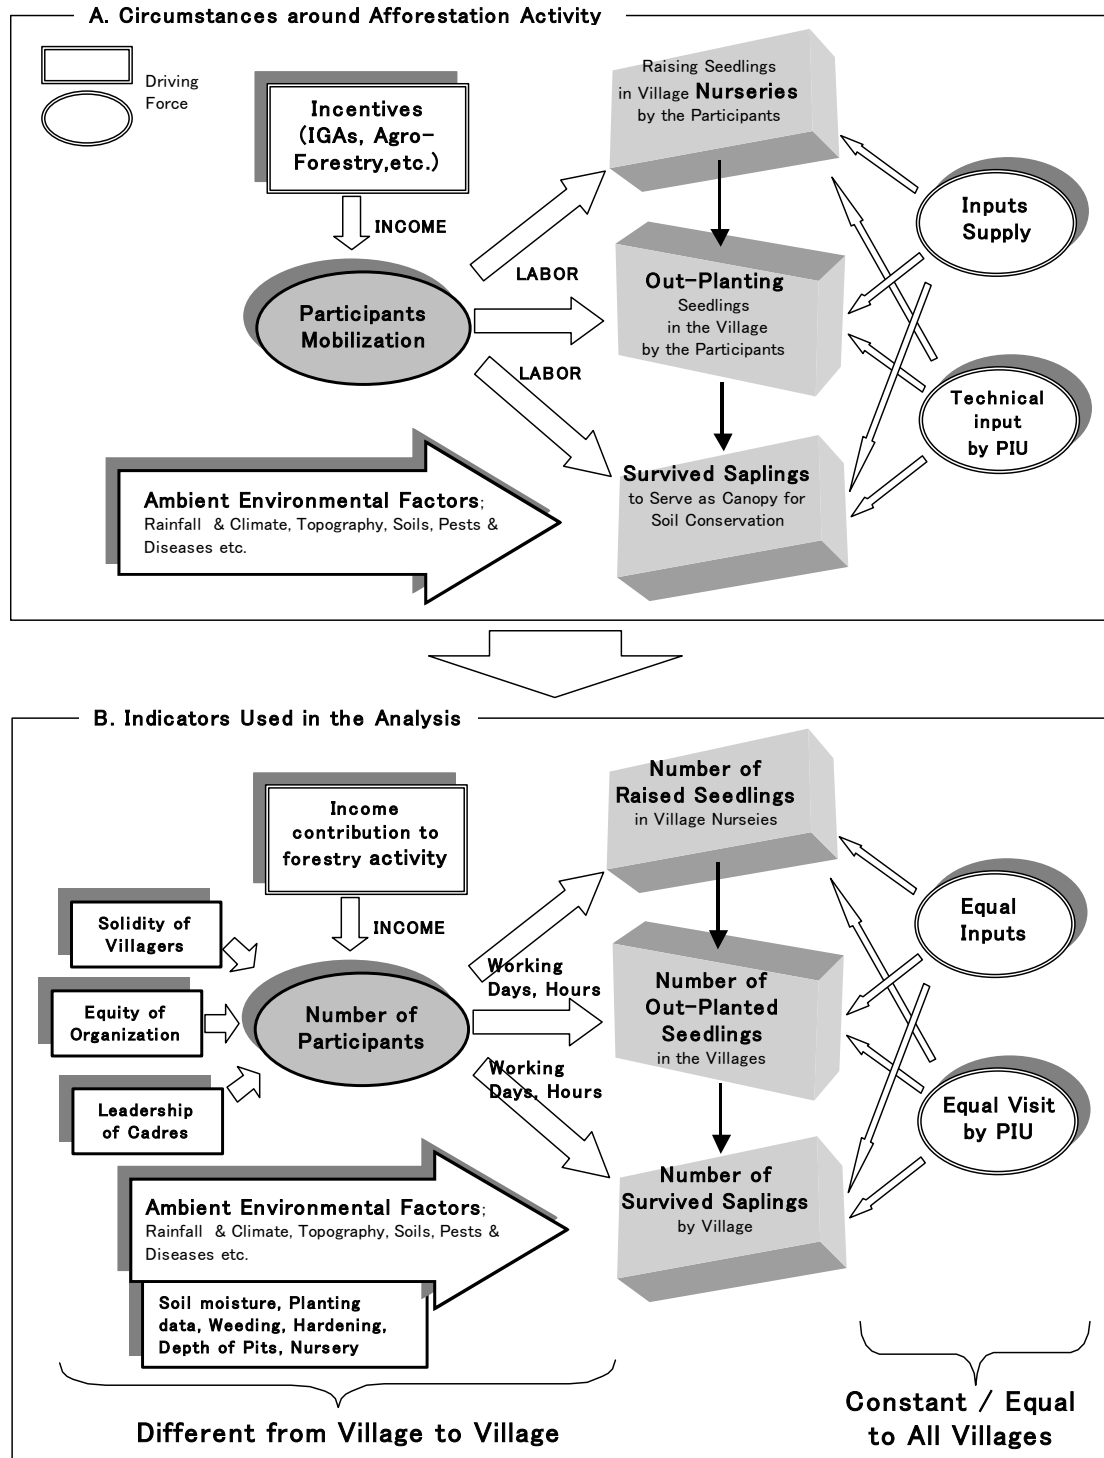 A. Circumstances around Afforestation Activity
Driving
Force
Incentives
(IGAs, Agro-
Forestry,etc.)
INCOME
Participants
Mobilization
LABOR
LABOR
Raising Seedlings
in Village Nurseries
by the Participants
Out-Planting
Seedlings
in the Village
by the Participants
Survived Saplings
to Serve as Canopy for
Soil Conservation
Inputs
Supply
Technical
input
by PIU
Ambient Environmental Factors;
Rainfall & Climate, Topography, Soils, Pests &
Diseases etc.
B. Indicators Used in the Analysis
Income
contribution to
forestry activity
INCOME
Solidity of
Villagers
Equity of
Organization
Leadership
of Cadres
Number of
Participants
Working
Days, Hours
Working
Days, Hours
Number of
Raised Seedlings
in Village Nurseies
Number of
Out-Planted
Seedlings
in the Villages
Number of
Survived Saplings
by Village
Equal
Inputs
Equal Visit
by PIU
Ambient Environmental Factors;
Rainfall & Climate, Topography, Soils, Pests &
Diseases etc.
Soil moisture, Planting
data, Weeding, Hardening,
Depth of Pits, Nursery
Different from Village to Village
Constant / Equal
to All Villages